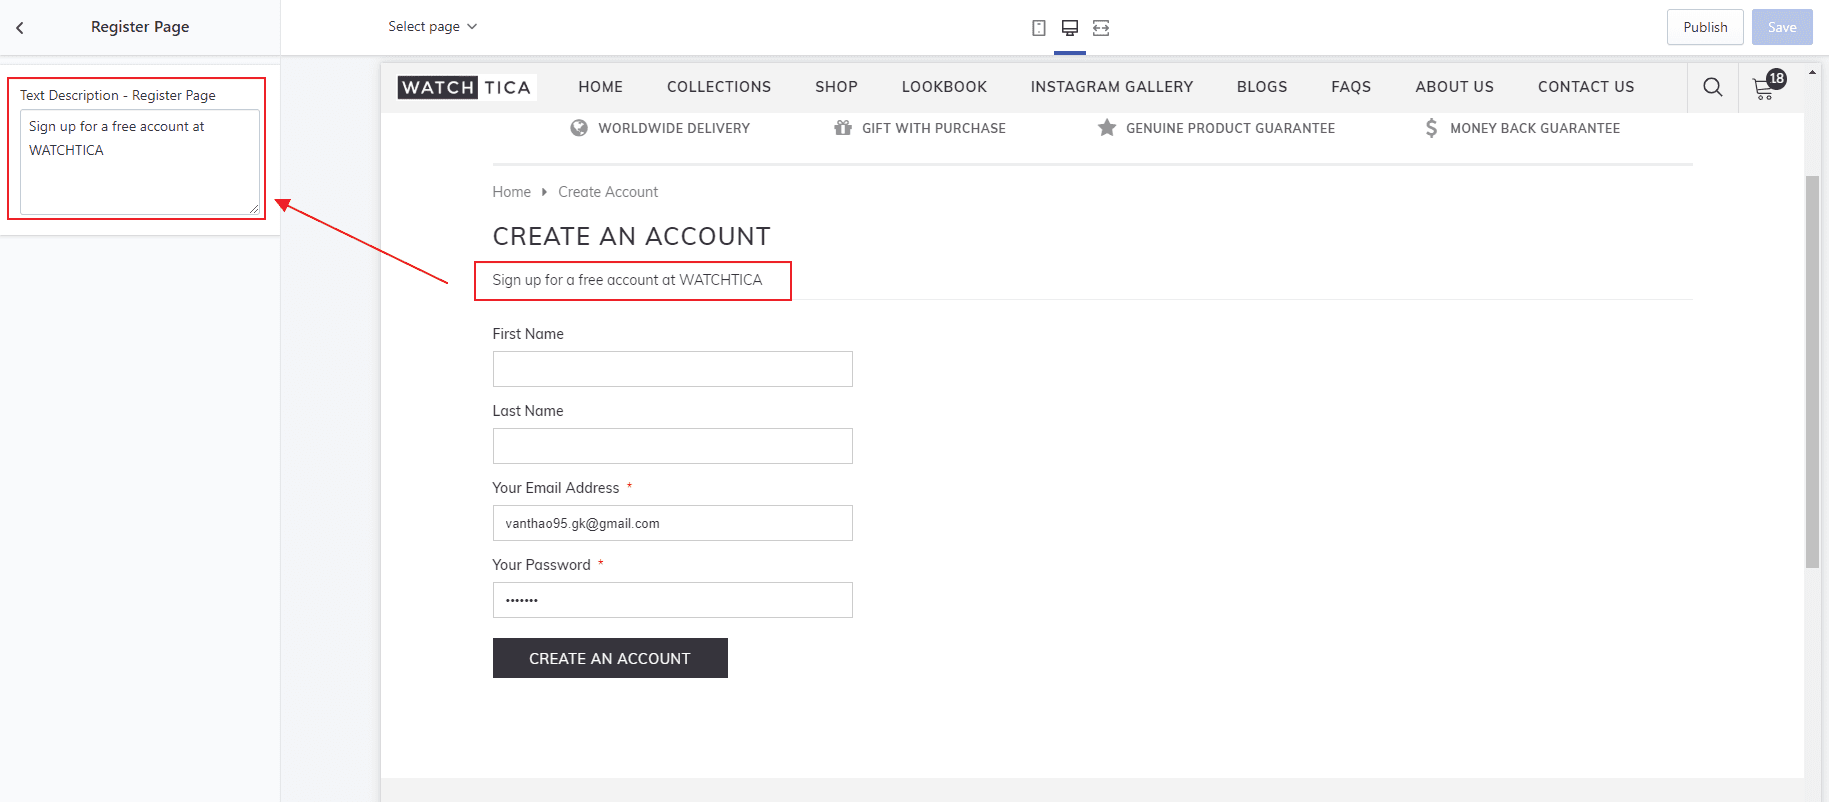 Register Page
Select page
Publish
Save
Text Description - Register Page
Sign up for a free account at
WATCHTICA
WATCH TICA
HOME COLLECTIONS SHOP LOOKBOOK INSTAGRAM GALLERY BLOGS FAQS ABOUT US CONTACT US
18
WORLDWIDE DELIVERY GIFT WITH PURCHASE GENUINE PRODUCT GUARANTEE MONEY BACK GUARANTEE
Home Create Account
CREATE AN ACCOUNT
Sign up for a free account at WATCHTICA
First Name
Last Name
Your Email Address *
vanthao95.gk@gmail.com
Your Password *
•••••••
CREATE AN ACCOUNT